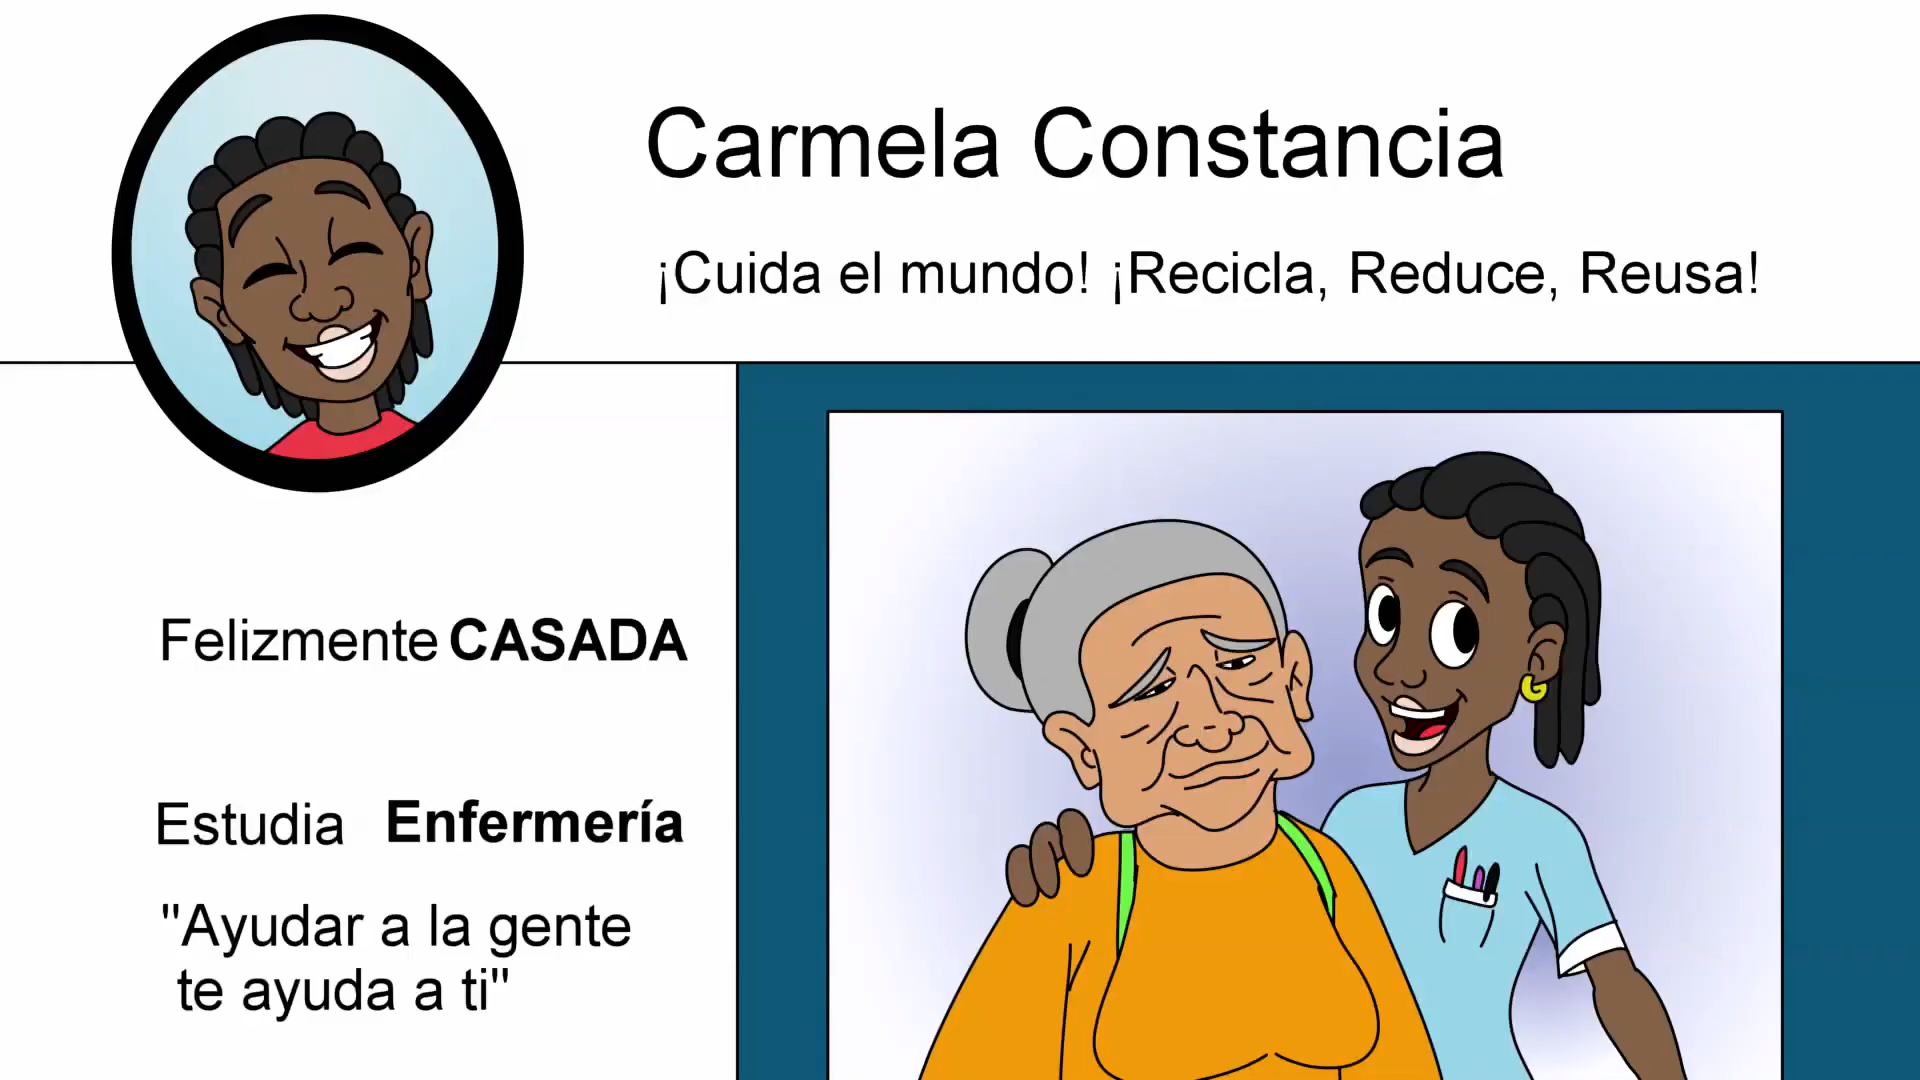 Carmela Constancia
¡Cuida el mundo! ¡Recicla, Reduce, Reusa!
Felizmente CASADA
Estudia Enfermería
"Ayudar a la gente
te ayuda a ti"